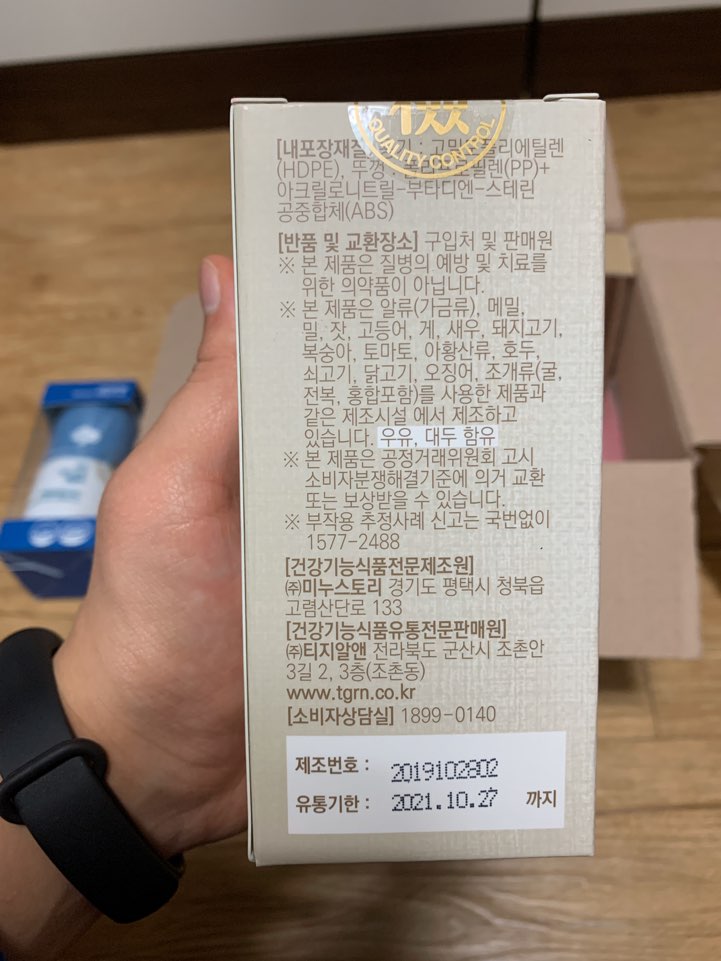 QUALITY CONTROL
[내포장재질
(HDPE), 뚜껑 :
아크릴로니트릴-부타디엔-스테린
공중합체(ABS)
[반품 및 교환장소] 구입처 및 판매원
※ 본 제품은 질병의 예방 및 치료를
위한 의약품이 아닙니다.
※ 본 제품은 알류(가금류), 메밀,
밀, 잣, 고등어, 게, 새우, 돼지고기,
복숭아, 토마토, 아황산류, 호두,
쇠고기, 닭고기, 오징어, 조개류(굴,
전복, 홍합포함)를 사용한 제품과
같은 제조시설 에서 제조하고
있습니다. 우유, 대두 함유
※ 본 제품은 공정거래위원회 고시
소비자분쟁해결기준에 의거 교환
또는 보상받을 수 있습니다.
※ 부작용 추정사례 신고는 국번없이
1577-2488
[건강기능식품전문제조원]
㈜미누스토리 경기도 평택시 청북읍
고렴산단로 133
[건강기능식품유통전문판매원]
㈜티지알앤 전라북도 군산시 조촌안
3길 2, 3층(조촌동)
www.tgrn.co.kr
[소비자상담실] 1899-0140
제조번호 : 2019102802
유통기한 : 2021.10.27 까지